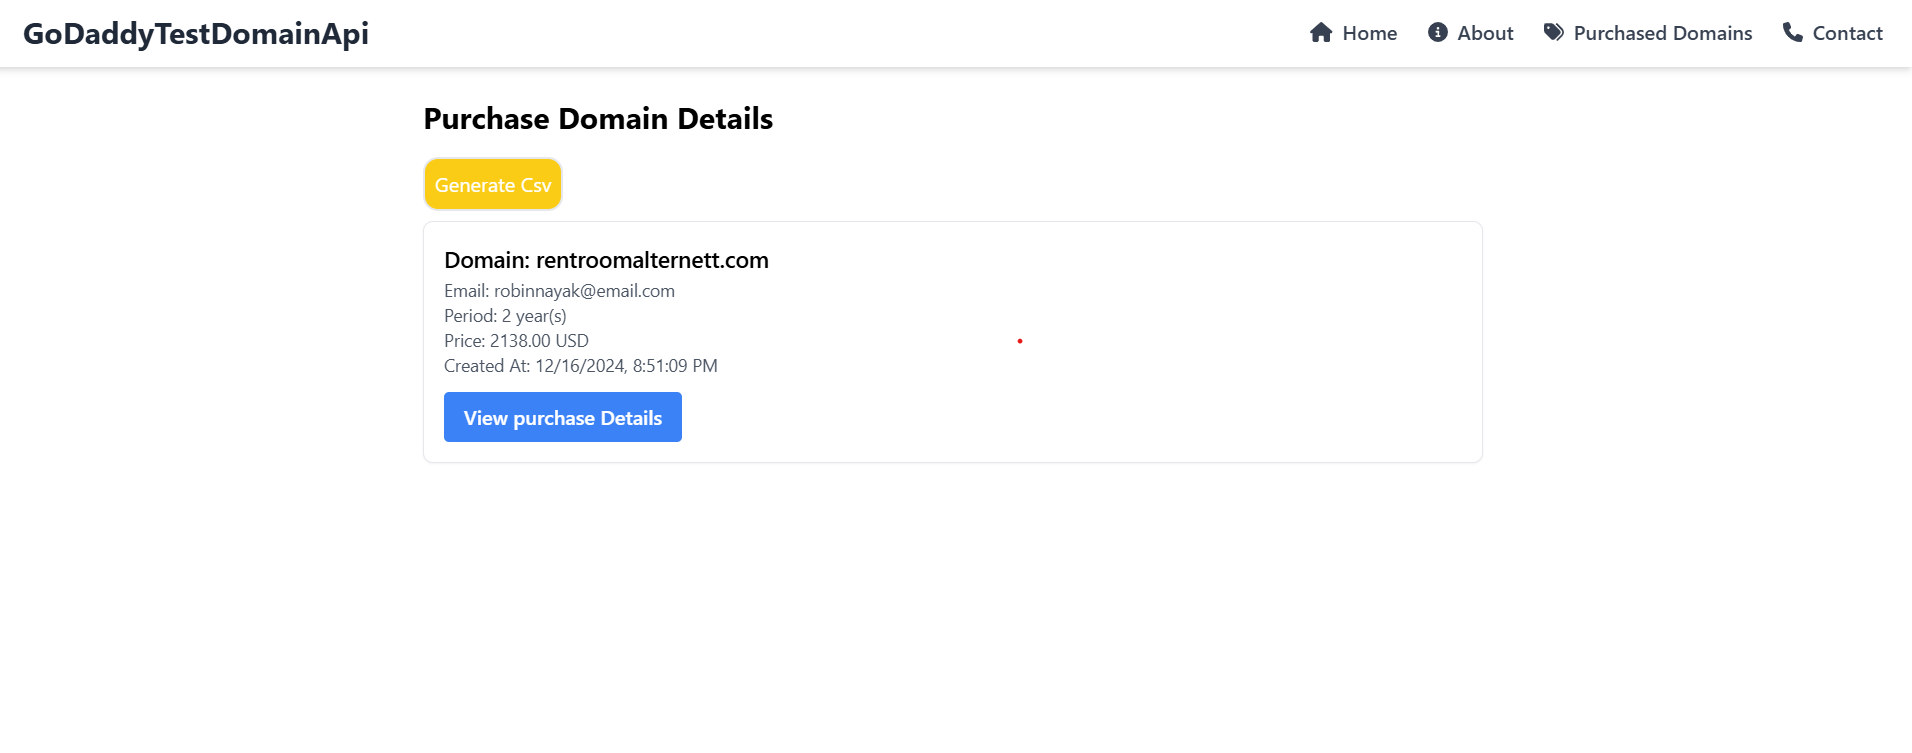 GoDaddyTestDomainApi
Home About Purchased Domains Contact
Purchase Domain Details
Generate Csv
Domain: rentroomalternett.com
Email: robinnayak@email.com
Period: 2 year(s)
Price: 2138.00 USD
Created At: 12/16/2024, 8:51:09 PM
View purchase Details